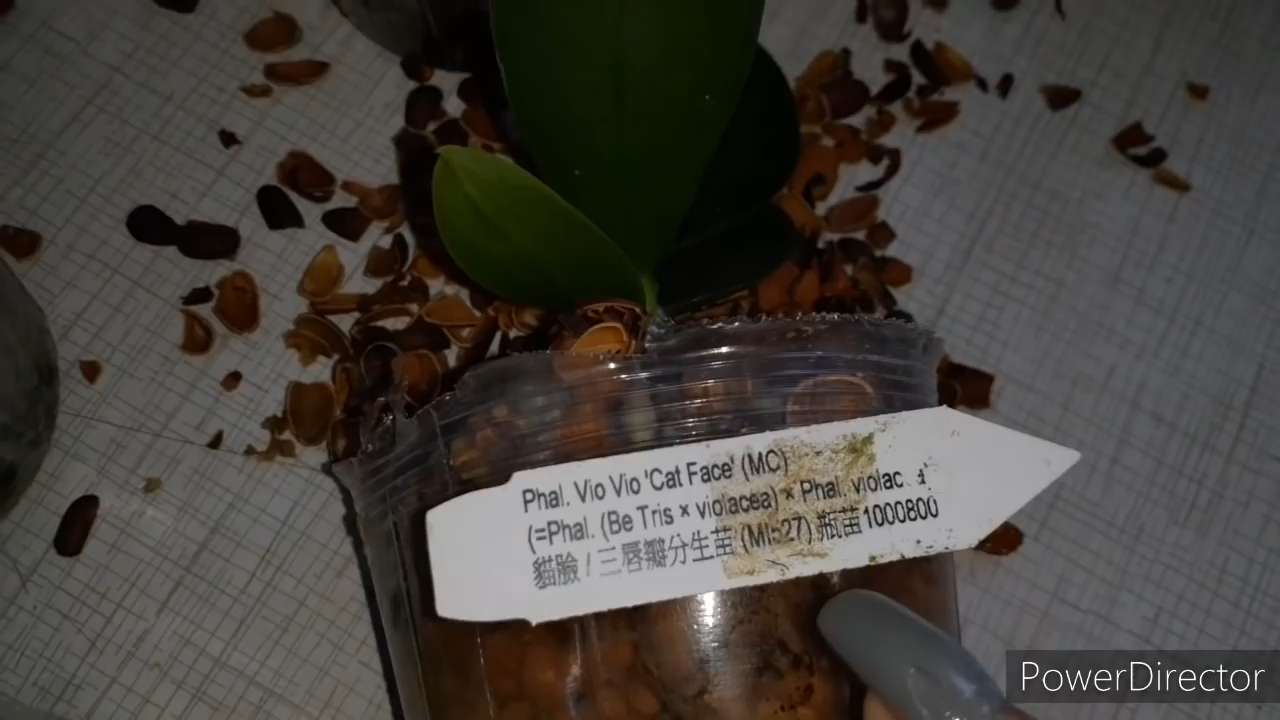 Phal. Vio Vio 'Cat Face' (MC)
(=Phal. (Be Tris × violacea) × Phal.
貓臉 / 三唇瓣分生苗 瓶苗1000800
PowerDirector